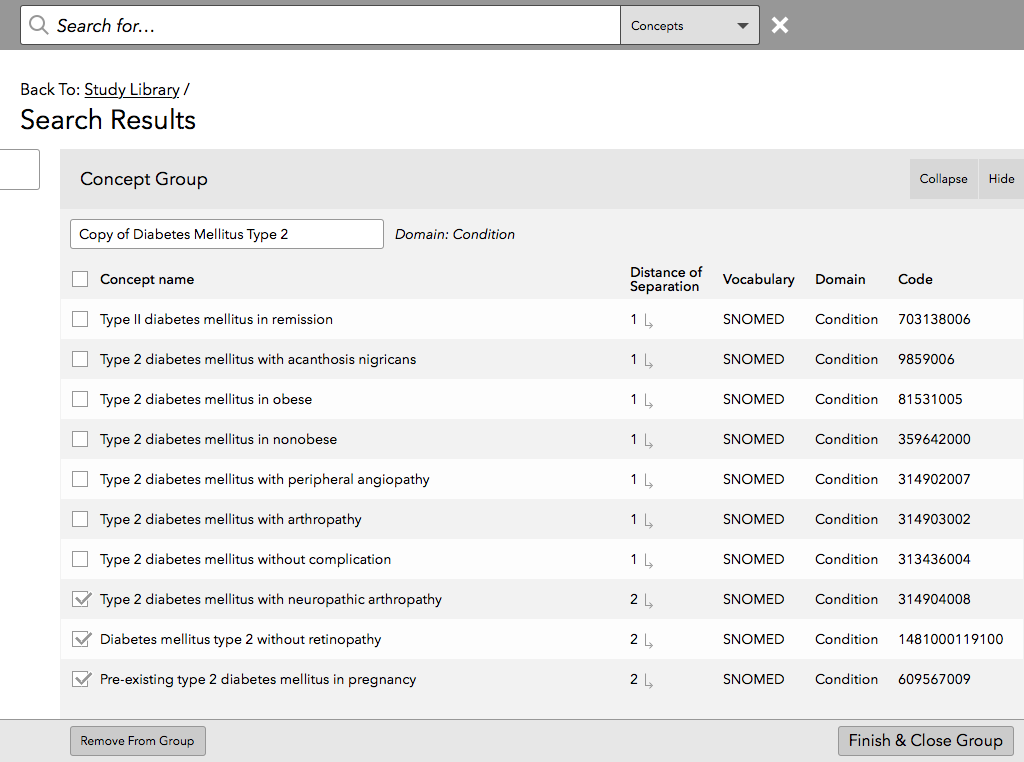 Search for...
Concepts
Back To: Study Library /
Search Results
Concept Group
Collapse
Hide
Copy of Diabetes Mellitus Type 2
Domain: Condition
Concept name Distance of Separation Vocabulary Domain Code
Type II diabetes mellitus in remission 1 SNOMED Condition 703138006
Type 2 diabetes mellitus with acanthosis nigricans 1 SNOMED Condition 9859006
Type 2 diabetes mellitus in obese 1 SNOMED Condition 81531005
Type 2 diabetes mellitus in nonobese 1 SNOMED Condition 359642000
Type 2 diabetes mellitus with peripheral angiopathy 1 SNOMED Condition 314902007
Type 2 diabetes mellitus with arthropathy 1 SNOMED Condition 314903002
Type 2 diabetes mellitus without complication 1 SNOMED Condition 313436004
Type 2 diabetes mellitus with neuropathic arthropathy 2 SNOMED Condition 314904008
Diabetes mellitus type 2 without retinopathy 2 SNOMED Condition 1481000119100
Pre-existing type 2 diabetes mellitus in pregnancy 2 SNOMED Condition 609567009
Remove From Group
Finish & Close Group